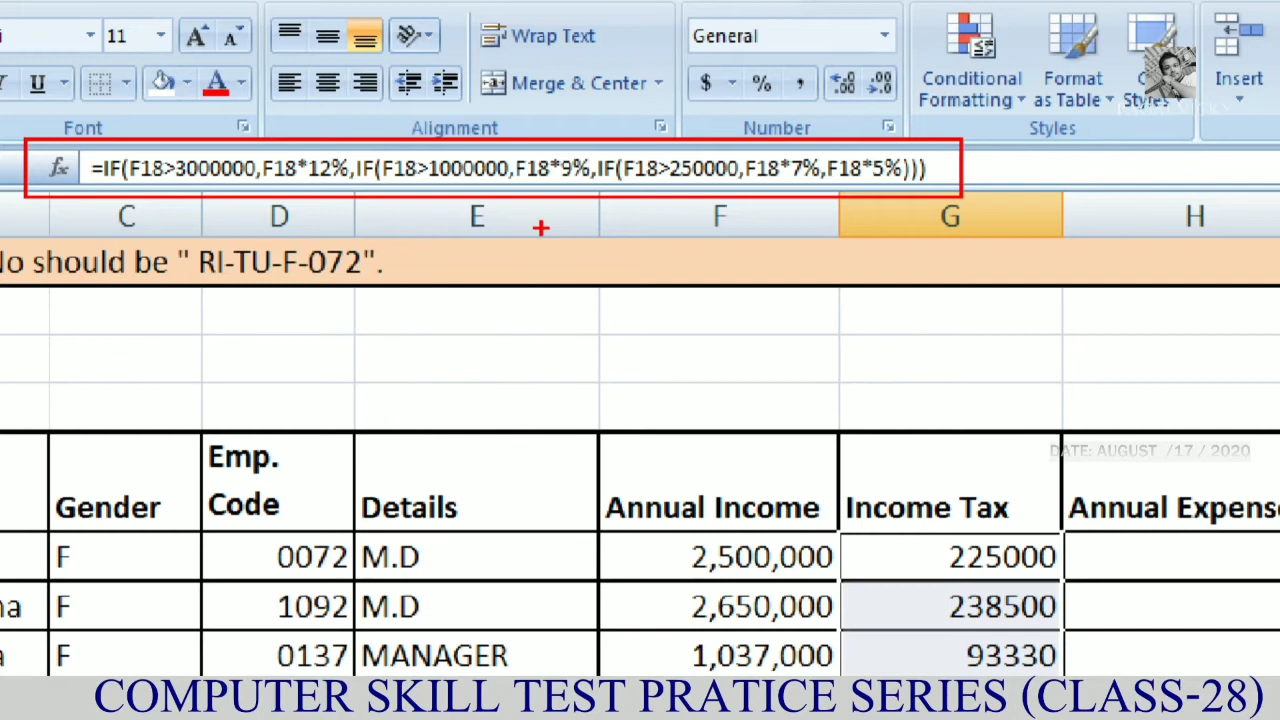 11
Wrap Text
General
U
Merge & Center
$ % ,
Conditional Formatting
Format as Table
Styles
Insert
Font
Alignment
Number
Styles
fx =IF(F18>3000000,F18*12%,IF(F18>1000000,F18*9%,IF(F18>250000,F18*7%,F18*5%)))
C D E F G H
No should be " RI-TU-F-072".
DATE: AUGUST /17 / 2020
Gender Emp. Code Details Annual Income Income Tax Annual Expense
F 0072 M.D 2,500,000 225000
na F 1092 M.D 2,650,000 238500
a F 0137 MANAGER 1,037,000 93330
COMPUTER SKILL TEST PRATICE SERIES (CLASS-28)